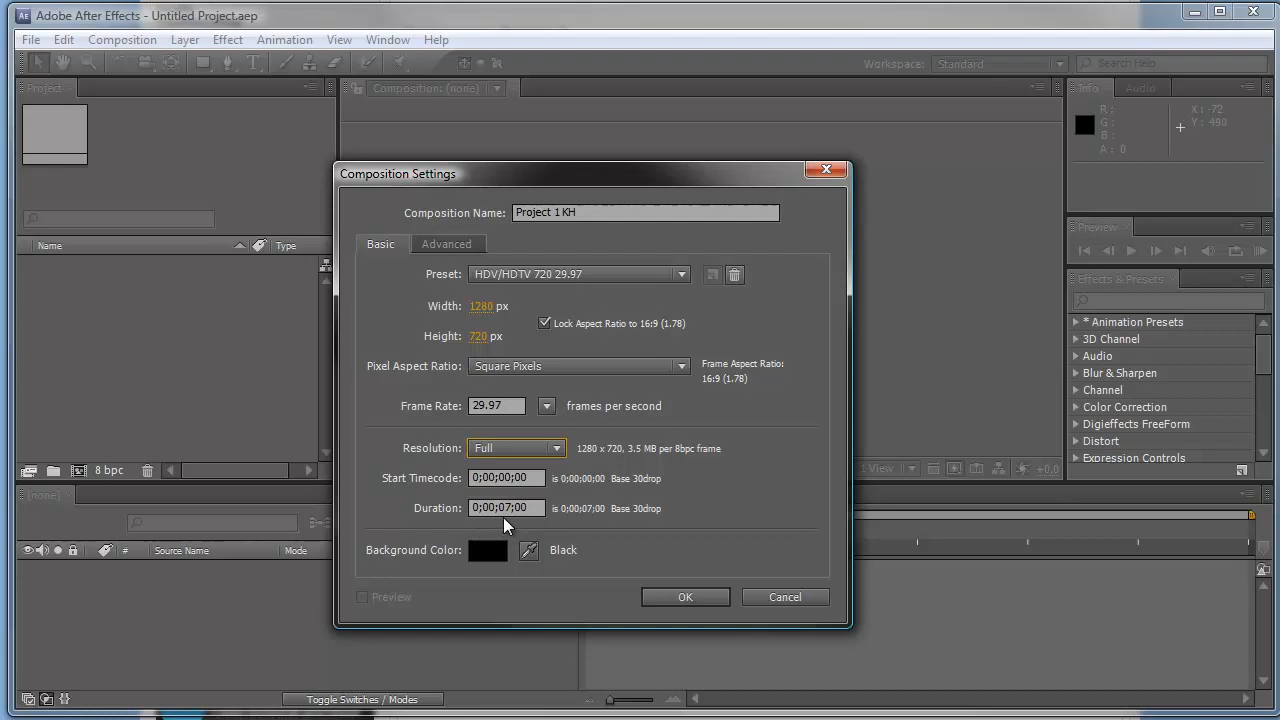 Adobe After Effects - Untitled Project.aep
File Edit Composition Layer Effect Animation View Window Help
Workspace: Standard Search Help
Project Composition: (none) Info Audio
R: X: -72
G: Y: 490
B:
A: 0
Composition Settings
Composition Name: Project 1 KH
Basic Advanced
Preset: HDV/HDTV 720 29.97
Width: 1280 px
Lock Aspect Ratio to 16:9 (1.78)
Height: 720 px
Pixel Aspect Ratio: Square Pixels Frame Aspect Ratio:
16:9 (1.78)
Frame Rate: 29.97 frames per second
Resolution: Full 1280 x 720, 3.5 MB per 8bpc frame
Start Timecode: 0;00;00;00 is 0;00;00;00 Base 30drop
Duration: 0;00;07;00 is 0;00;07;00 Base 30drop
Background Color: Black
Preview OK Cancel
Name Type
8 bpc
Preview
Effects & Presets
* Animation Presets
3D Channel
Audio
Blur & Sharpen
Channel
Color Correction
Digieffects FreeForm
Distort
Expression Controls
1 View +0.0
(none)
# Source Name Mode
Toggle Switches / Modes